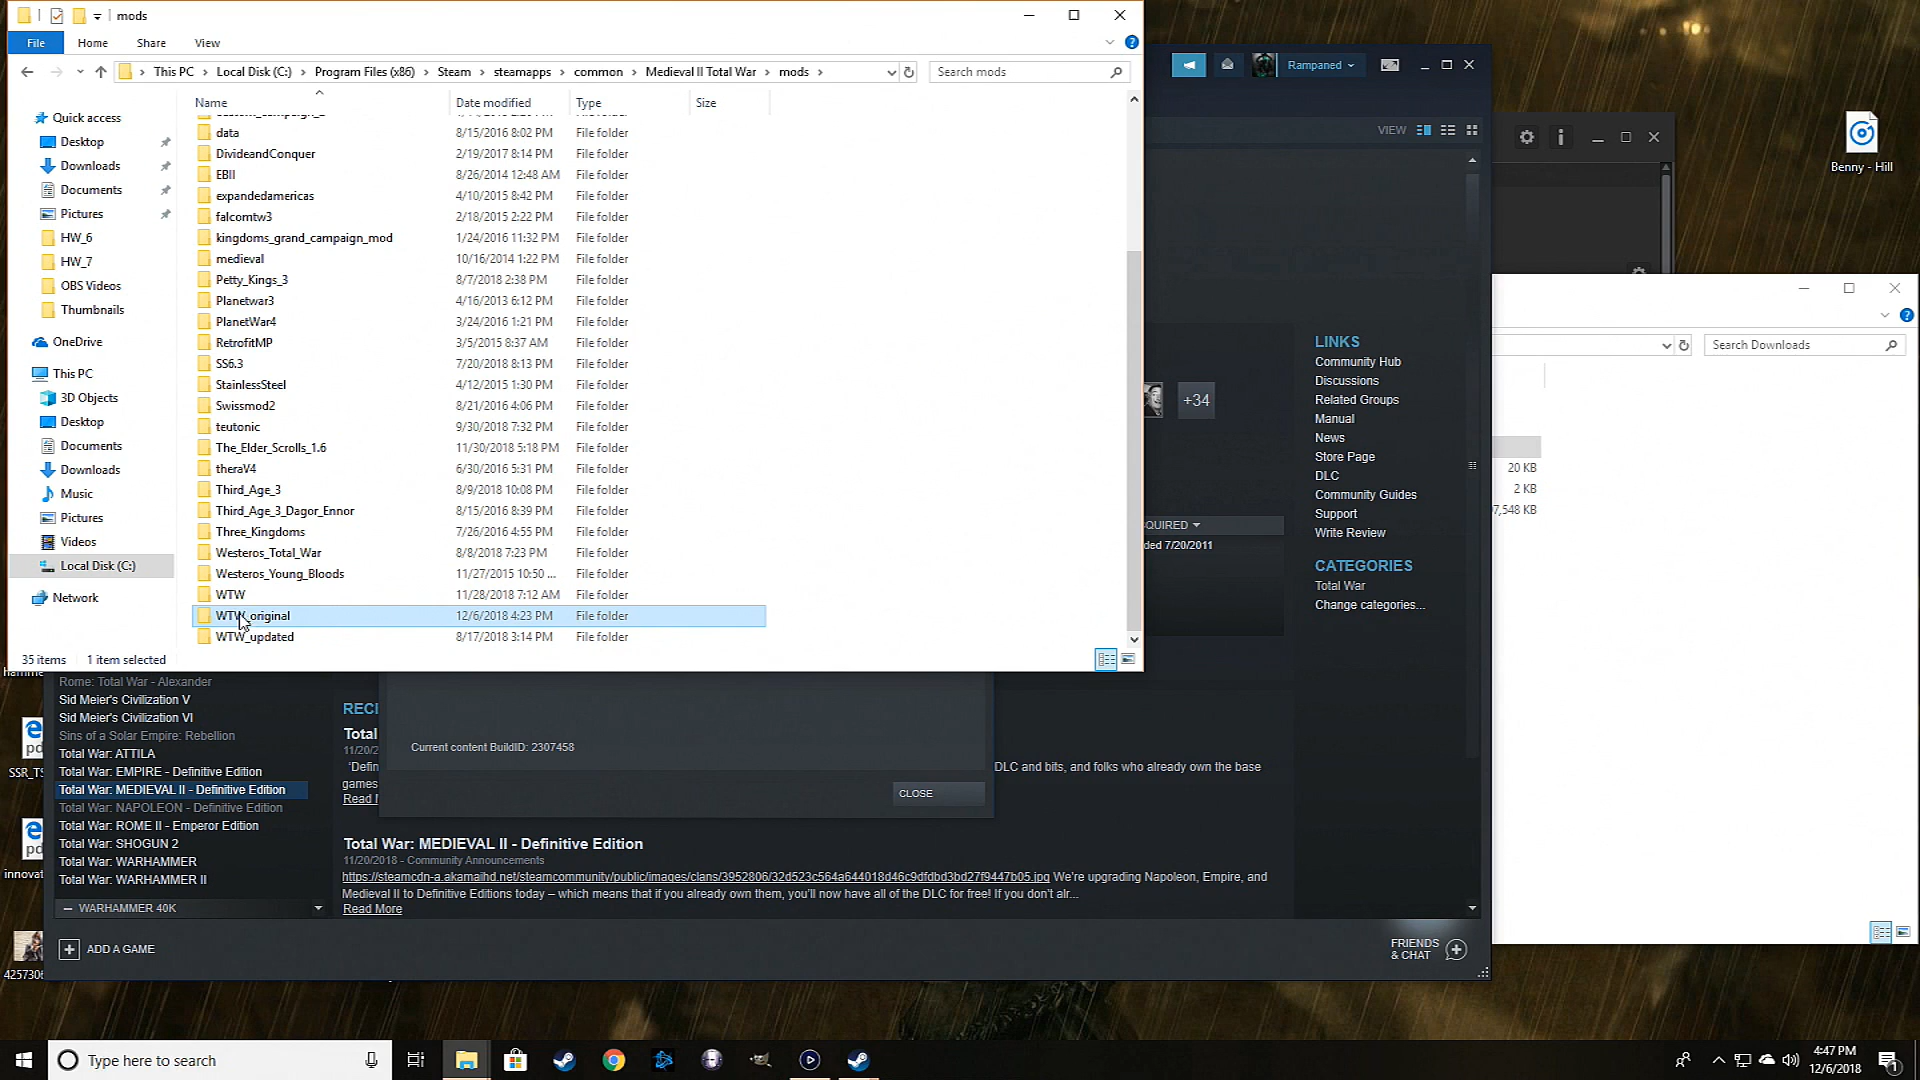 mods
File Home Share View
This PC Local Disk (C:) Program Files (x86) Steam steamapps common Medieval II Total War mods
Search mods
Name Date modified Type Size
data 8/15/2016 8:02 PM File folder
DivideandConquer 2/19/2017 8:14 PM File folder
EBII 8/26/2014 12:48 AM File folder
expandedamericas 4/10/2015 8:42 PM File folder
falcomtw3 2/18/2015 2:22 PM File folder
kingdoms_grand_campaign_mod 1/24/2016 11:32 PM File folder
medieval 10/16/2014 1:22 PM File folder
Petty_Kings_3 8/7/2018 2:38 PM File folder
Planetwar3 4/16/2013 6:12 PM File folder
PlanetWar4 3/24/2016 1:21 PM File folder
RetrofitMP 3/5/2015 8:37 AM File folder
SS6.3 7/20/2018 8:13 PM File folder
StainlessSteel 4/12/2015 1:30 PM File folder
Swissmod2 8/21/2016 4:06 PM File folder
teutonic 9/30/2018 7:32 PM File folder
The_Elder_Scrolls_1.6 11/30/2018 5:18 PM File folder
theraV4 6/30/2016 5:31 PM File folder
Third_Age_3 8/9/2018 10:08 PM File folder
Third_Age_3_Dagor_Ennor 8/15/2016 8:39 PM File folder
Three_Kingdoms 7/26/2016 4:55 PM File folder
Westeros_Total_War 8/8/2018 7:23 PM File folder
Westeros_Young_Bloods 11/27/2015 10:50 ... File folder
WTW 11/28/2018 7:12 AM File folder
WTW_original 12/6/2018 4:23 PM File folder
WTW_updated 8/17/2018 3:14 PM File folder
35 items 1 item selected
Quick access
Desktop
Downloads
Documents
Pictures
HW_6
HW_7
OBS Videos
Thumbnails
OneDrive
This PC
3D Objects
Desktop
Documents
Downloads
Music
Pictures
Videos
Local Disk (C:)
Network
Rampaned
VIEW
+34
QUIRED
ded 7/20/2011
LINKS
Community Hub
Discussions
Related Groups
Manual
News
Store Page
DLC
Community Guides
Support
Write Review
CATEGORIES
Total War
Change categories...
Benny - Hill
Search Downloads
20 KB
2 KB
7,548 KB
Rome: Total War - Alexander
Sid Meier's Civilization V
Sid Meier's Civilization VI
Sins of a Solar Empire: Rebellion
Total War: ATTILA
Total War: EMPIRE - Definitive Edition
Total War: MEDIEVAL II - Definitive Edition
Total War: NAPOLEON - Definitive Edition
Total War: ROME II - Emperor Edition
Total War: SHOGUN 2
Total War: WARHAMMER
Total War: WARHAMMER II
— WARHAMMER 40K
ADD A GAME
RECI
Total
11/20/2
'Defin
games
Read
Current content BuildID: 2307458
CLOSE
DLC and bits, and folks who already own the base
Total War: MEDIEVAL II - Definitive Edition
11/20/2018 - Community Announcements
https://steamcdn-a.akamaihd.net/steamcommunity/public/images/clans/3952806/32d523c564a644018d46c9dfdbd3bd27f9447b05.jpg We're upgrading Napoleon, Empire, and
Medieval II to Definitive Editions today – which means that if you already own them, you'll now have all of the DLC for free! If you don't alr...
Read More
FRIENDS
& CHAT
SSR_TS
innovat
4257306
Type here to search
4:47 PM
12/6/2018